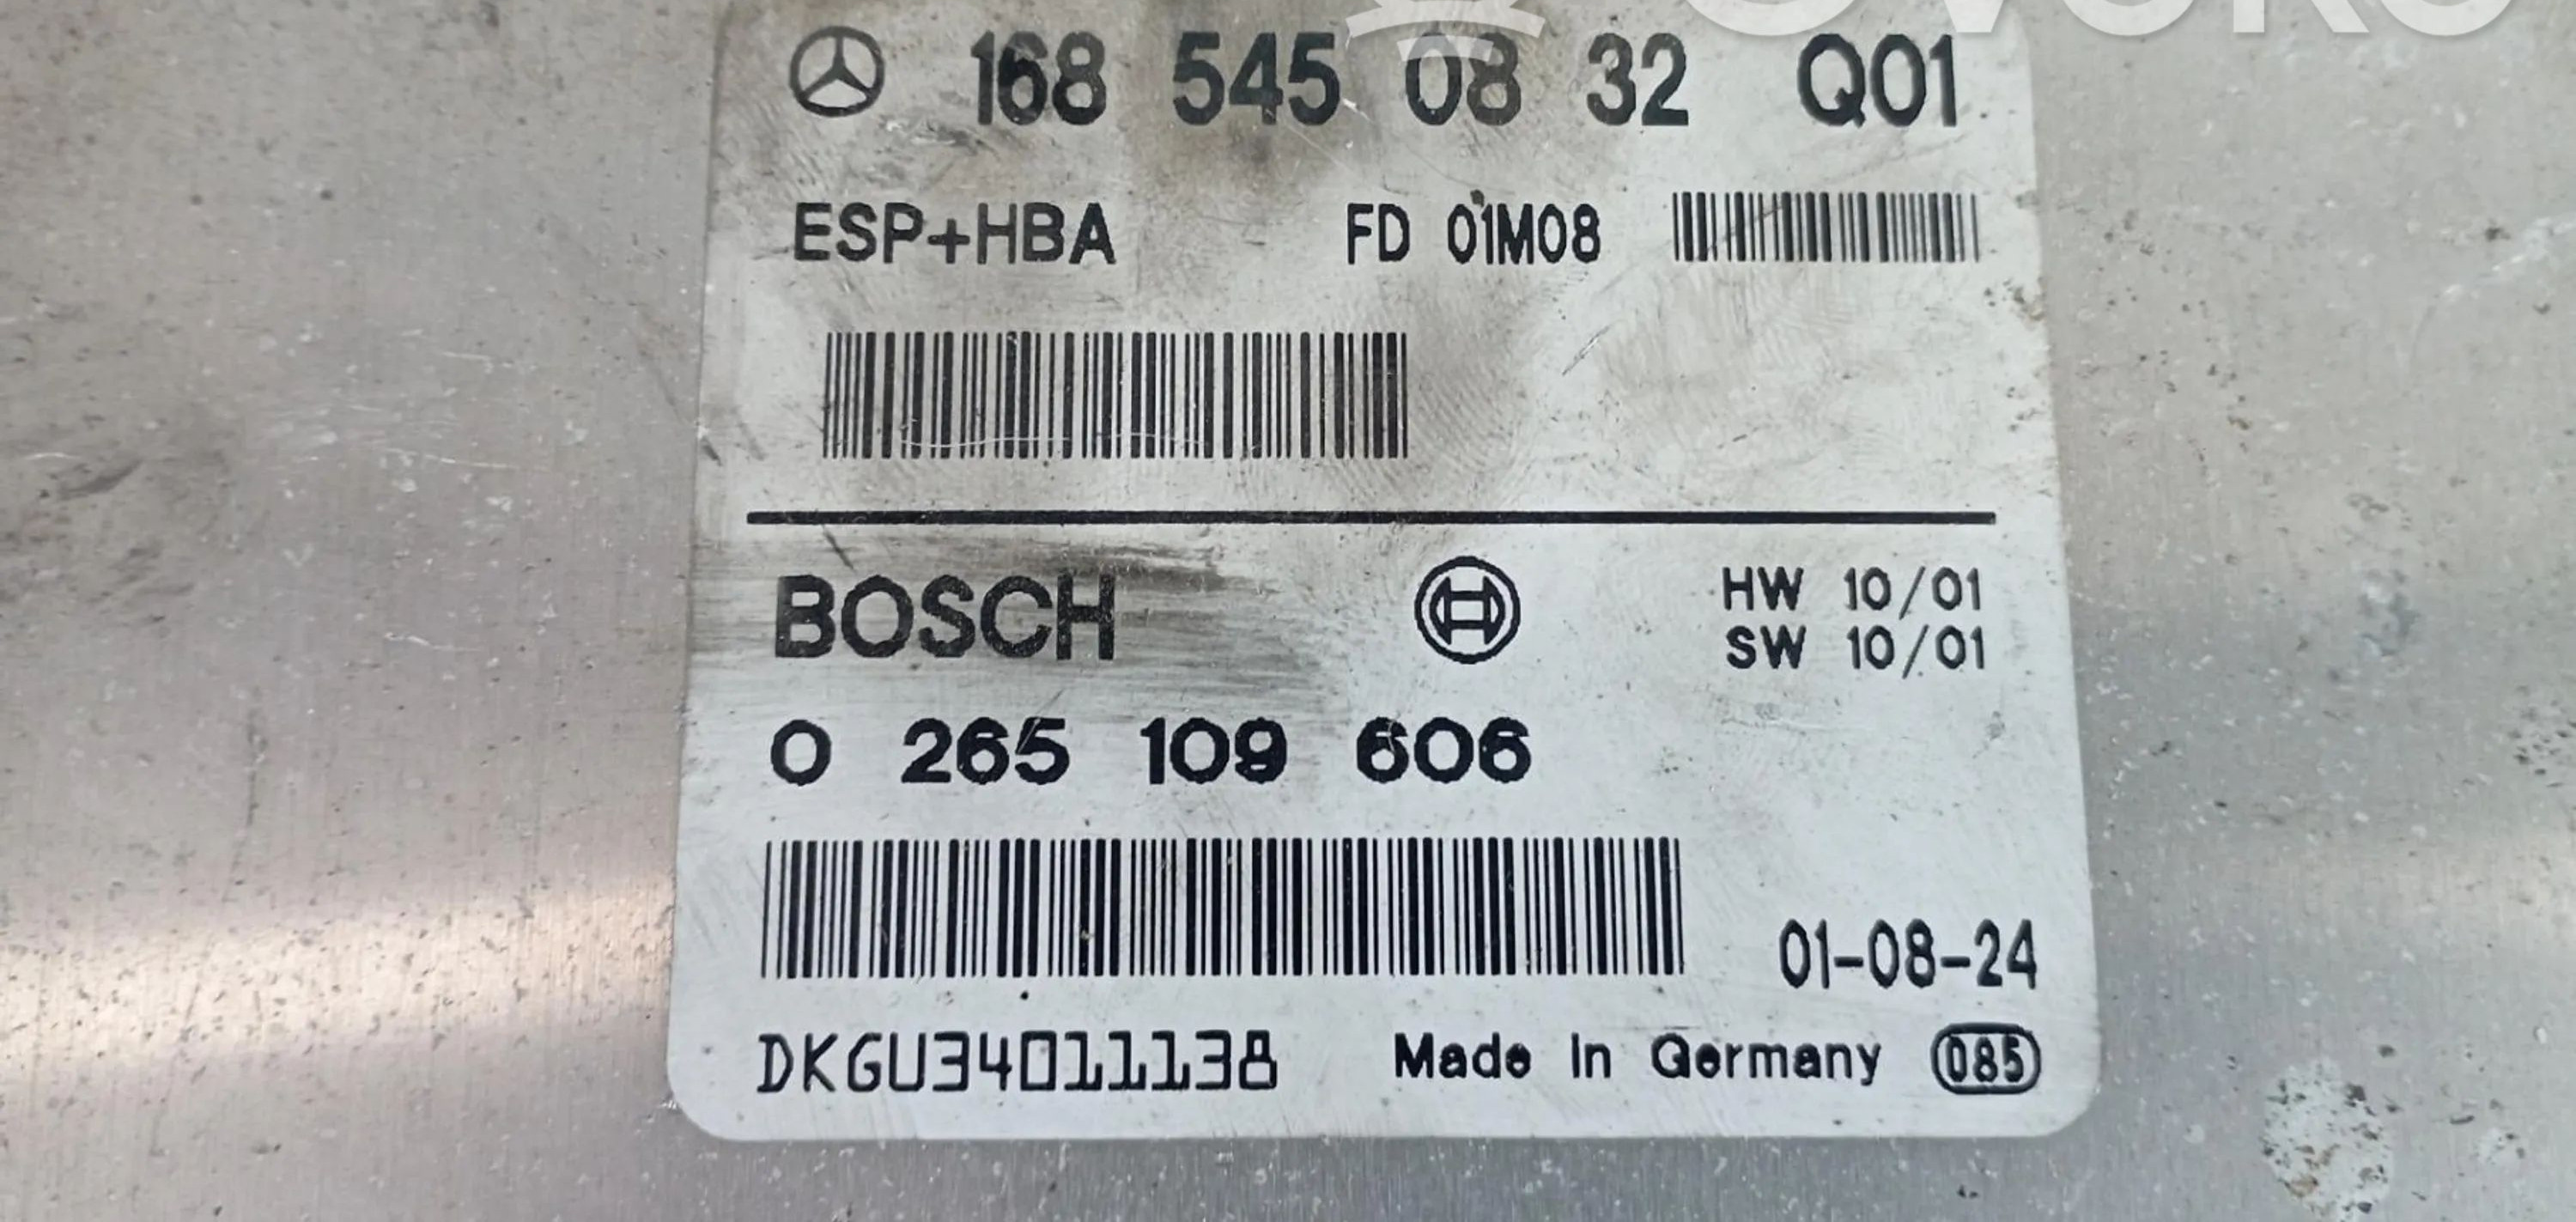 168 545 08 32 Q01
ESP+HBA FD 01M08
BOSCH HW 10/01
SW 10/01
0 265 109 606
01-08-24
DKGU34011138 Made in Germany 085